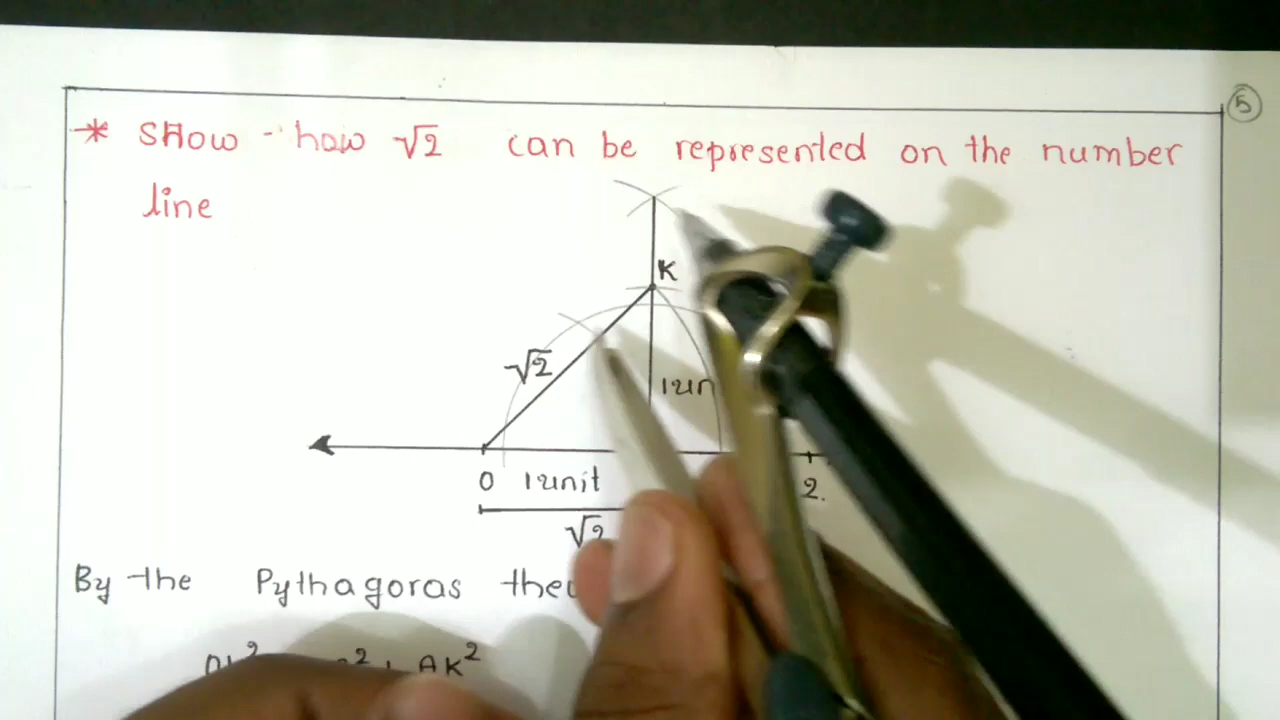 5
* SHow how √2 can be represented on the number
line
K
√2
1un
0 1unit 2.
√2
By the Pythagoras the
AK²